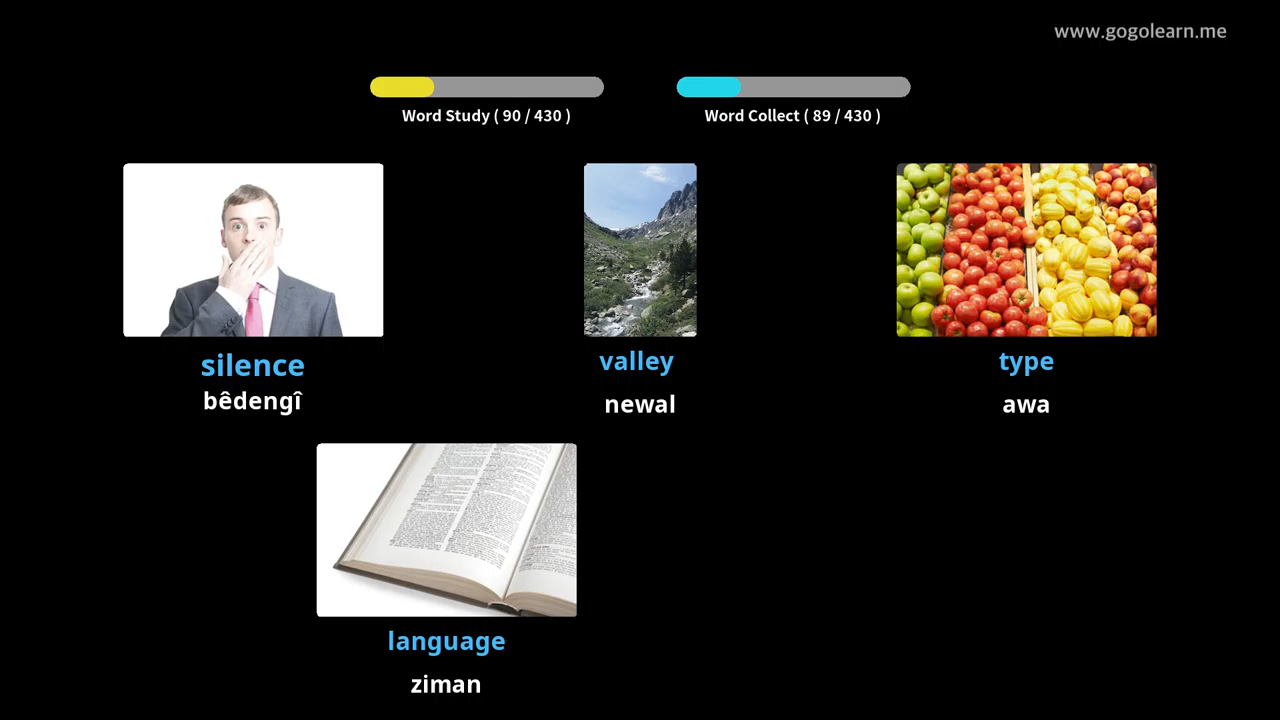 www.gogolearn.me
Word Study ( 90 / 430 )
Word Collect ( 89 / 430 )
silence
bêdengî
valley
newal
type
awa
language
ziman